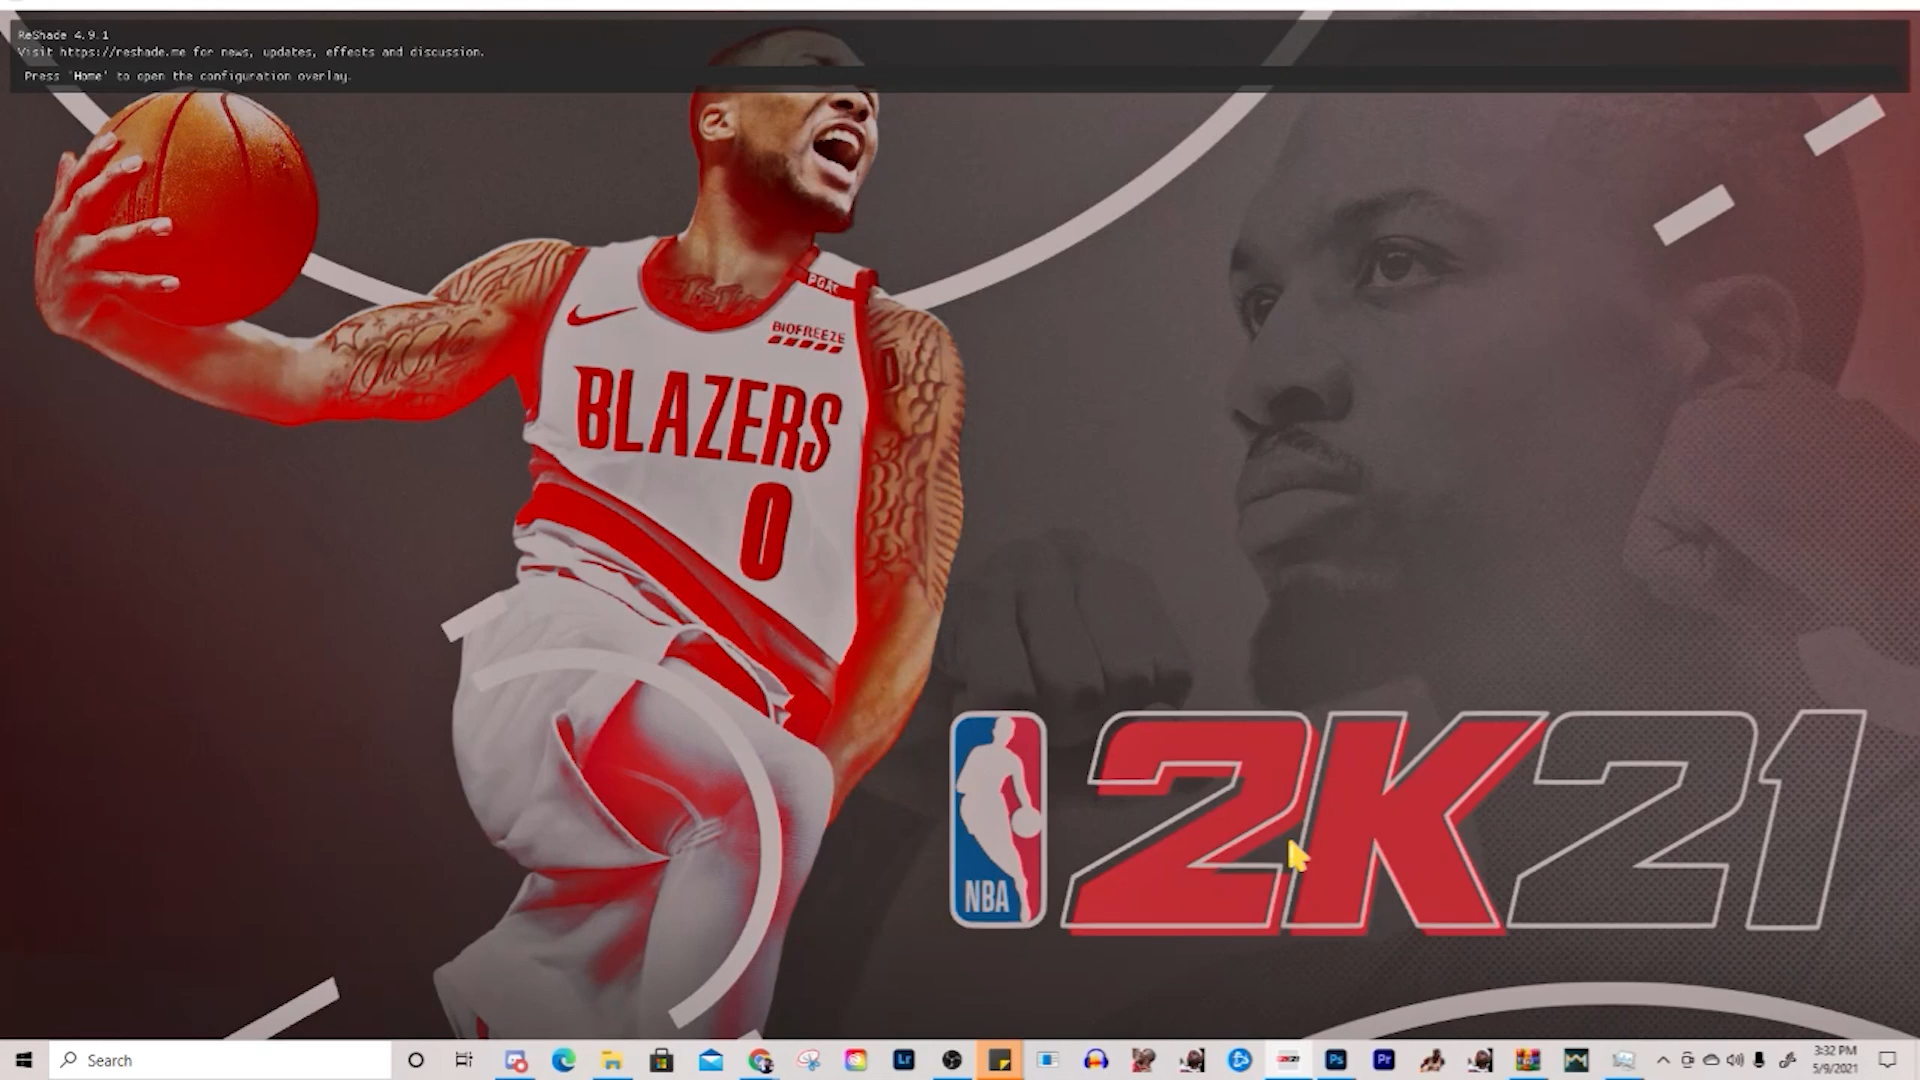 ReShade 4.9.1
Visit https://reshade.me for news, updates, effects and discussion.
Press 'Home' to open the configuration overlay.
BIOFREEZE
BLAZERS
0
NBA
2K21
Search
Lr
Ps
Pr
3:32 PM
5/9/2021